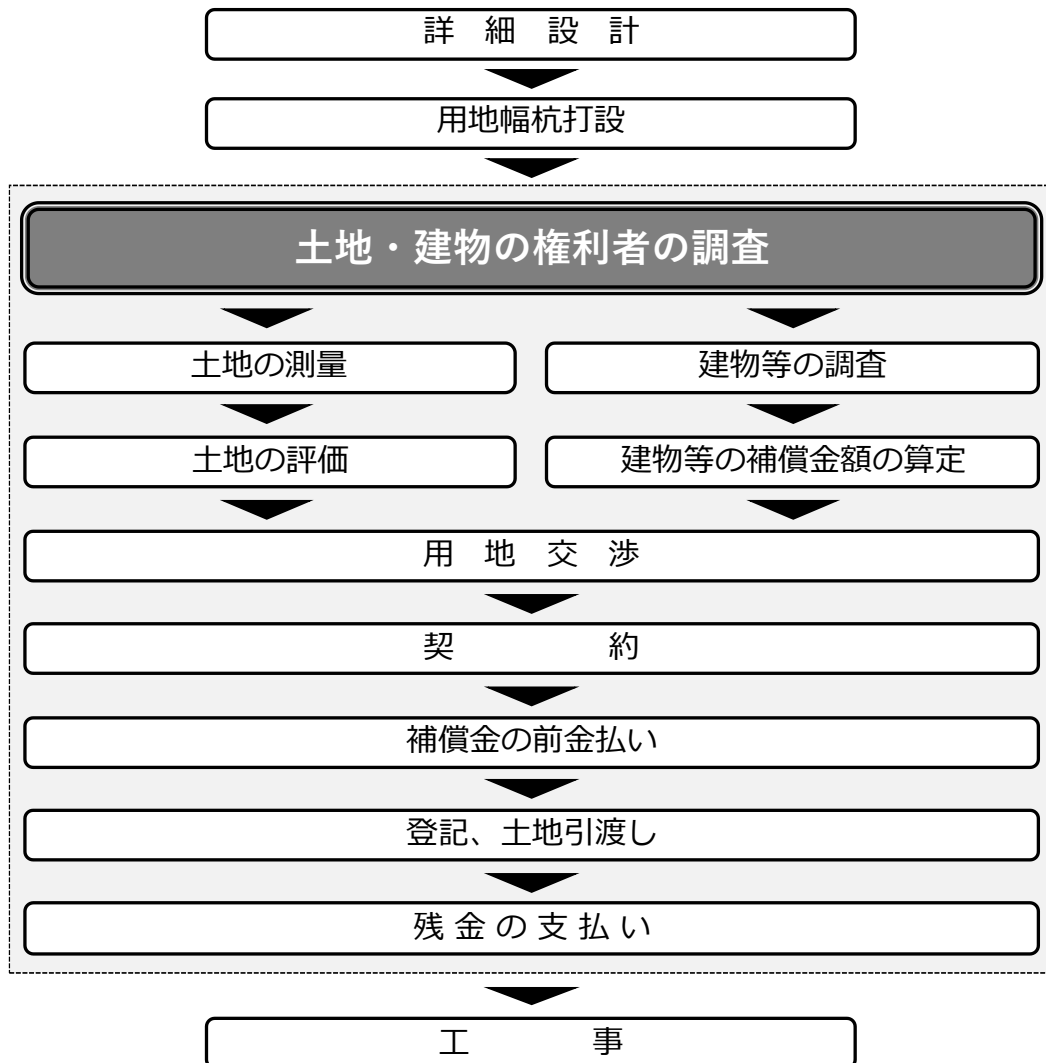 詳細設計
用地幅杭打設
土地・建物の権利者の調査
土地の測量
建物等の調査
土地の評価
建物等の補償金額の算定
用地交渉
契約
補償金の前金払い
登記、土地引渡し
残金の支払い
工事